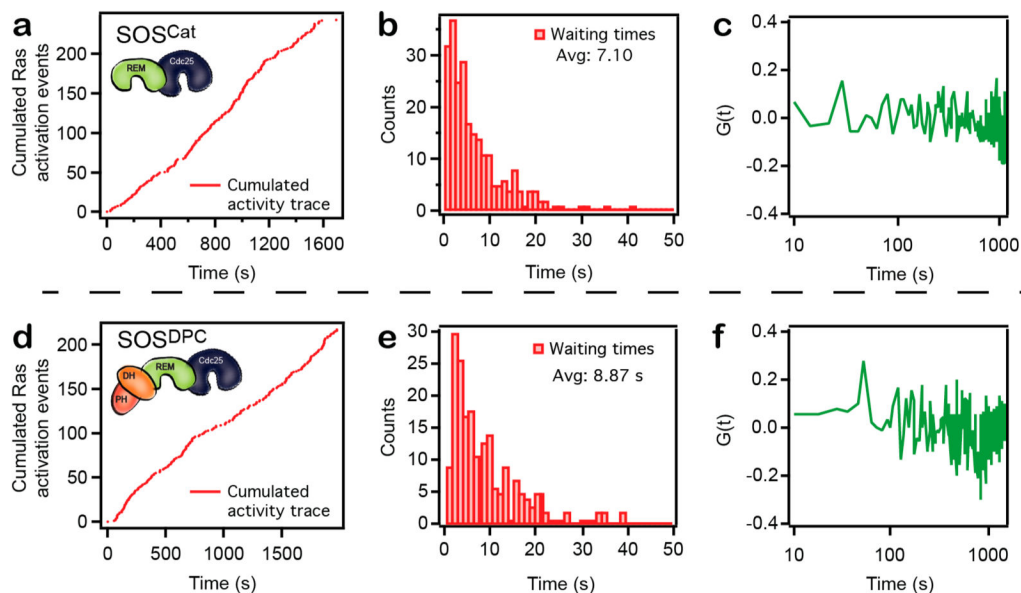 a
SOSCat
REM
Cdc25
Cumulated Ras
activation events
200
150
100
50
0
Cumulated
activity trace
0 400 800 1200 1600
Time (s)
b
Waiting times
Avg: 7.10
Counts
30
20
10
0
0 10 20 30 40 50
Time (s)
c
G(t)
0.4
0.2
0.0
-0.2
-0.4
10 100 1000
Time (s)
d
SOSDPC
DH
REM
Cdc25
PH
Cumulated Ras
activation events
200
150
100
50
0
Cumulated
activity trace
0 500 1000 1500
Time (s)
e
Waiting times
Avg: 8.87 s
Counts
30
25
20
15
10
5
0
0 10 20 30 40 50
Time (s)
f
G(t)
0.4
0.2
0.0
-0.2
-0.4
10 100 1000
Time (s)